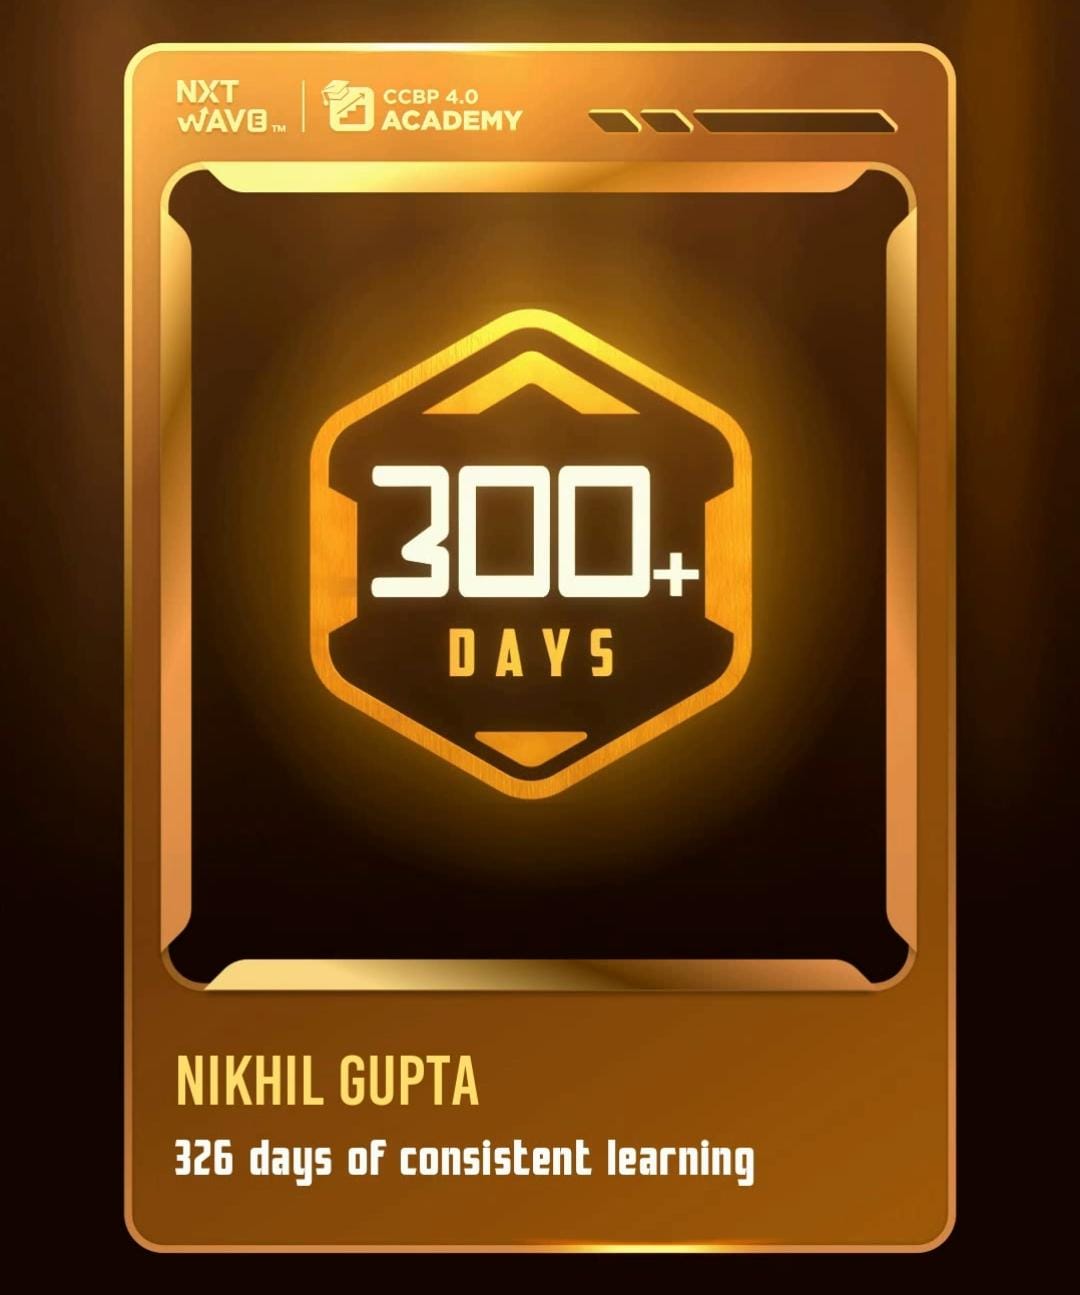 NXT
WAVE™
CCBP 4.0
ACADEMY
300+
DAYS
NIKHIL GUPTA
326 days of consistent learning